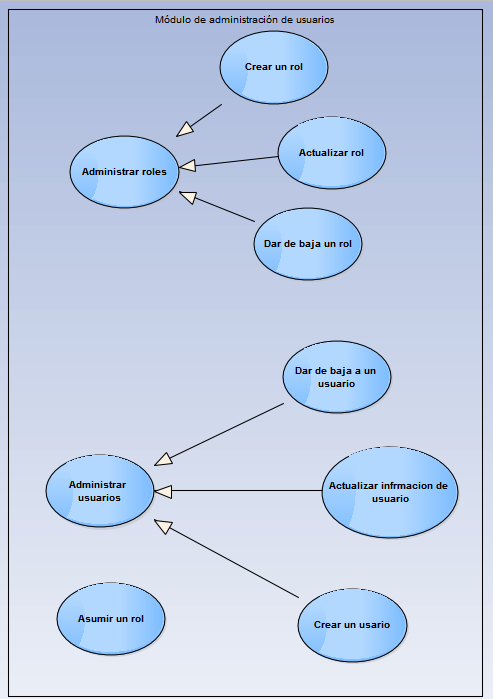 Módulo de administración de usuarios
Crear un rol
Actualizar rol
Administrar roles
Dar de baja un rol
Dar de baja a un
usuario
Administrar
usuarios
Actualizar infrmacion de
usuario
Asumir un rol
Crear un usario